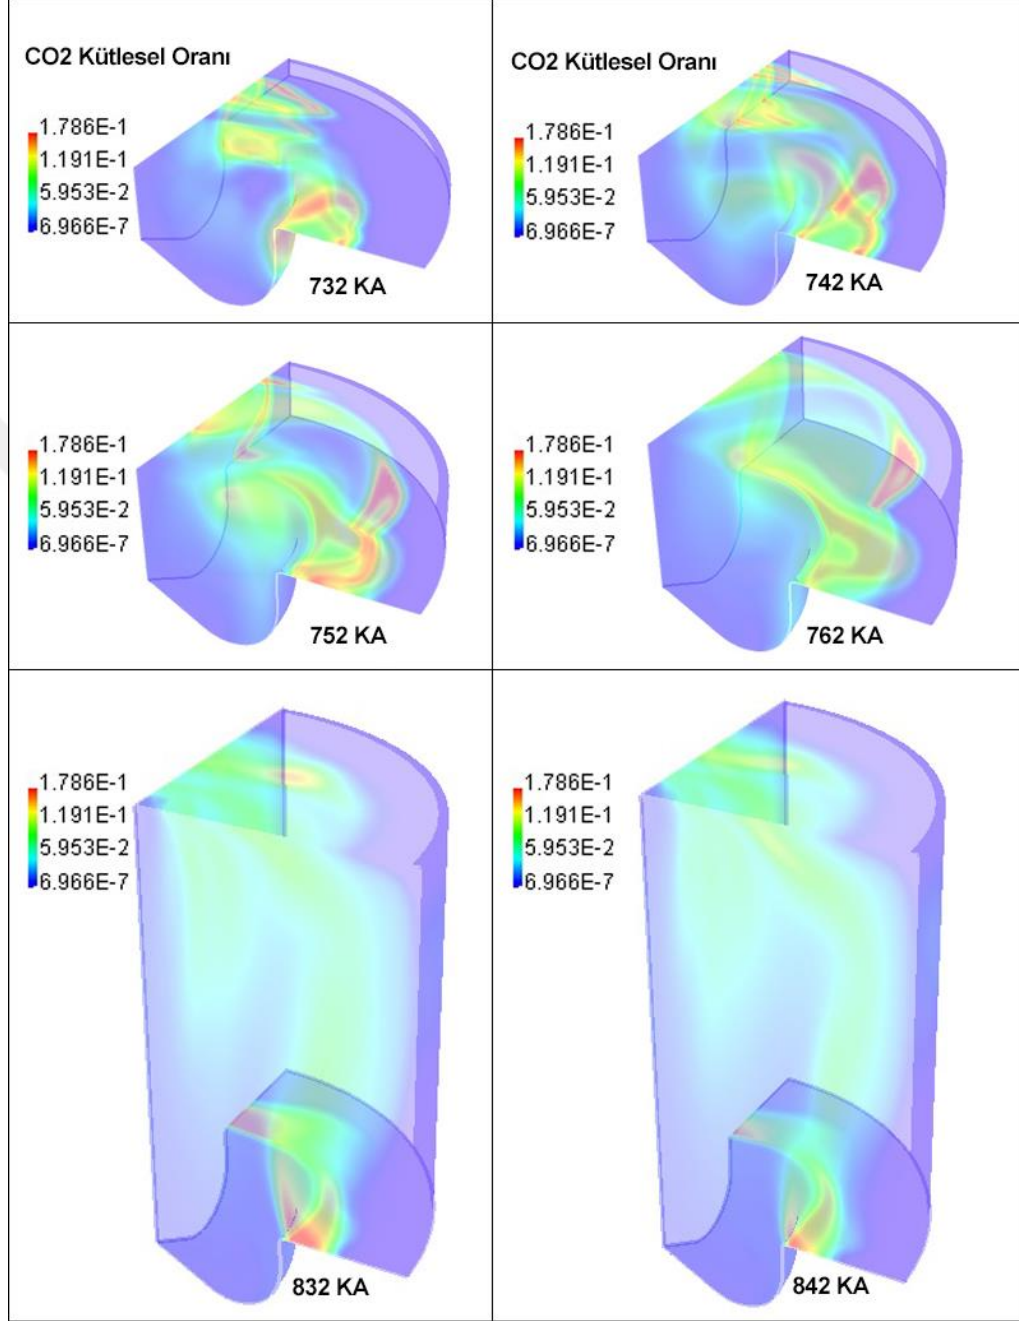 CO2 Kütlesel Oranı
1.786E-1
1.191E-1
5.953E-2
6.966E-7
732 KA
CO2 Kütlesel Oranı
1.786E-1
1.191E-1
5.953E-2
6.966E-7
742 KA
1.786E-1
1.191E-1
5.953E-2
6.966E-7
752 KA
1.786E-1
1.191E-1
5.953E-2
6.966E-7
762 KA
1.786E-1
1.191E-1
5.953E-2
6.966E-7
832 KA
1.786E-1
1.191E-1
5.953E-2
6.966E-7
842 KA